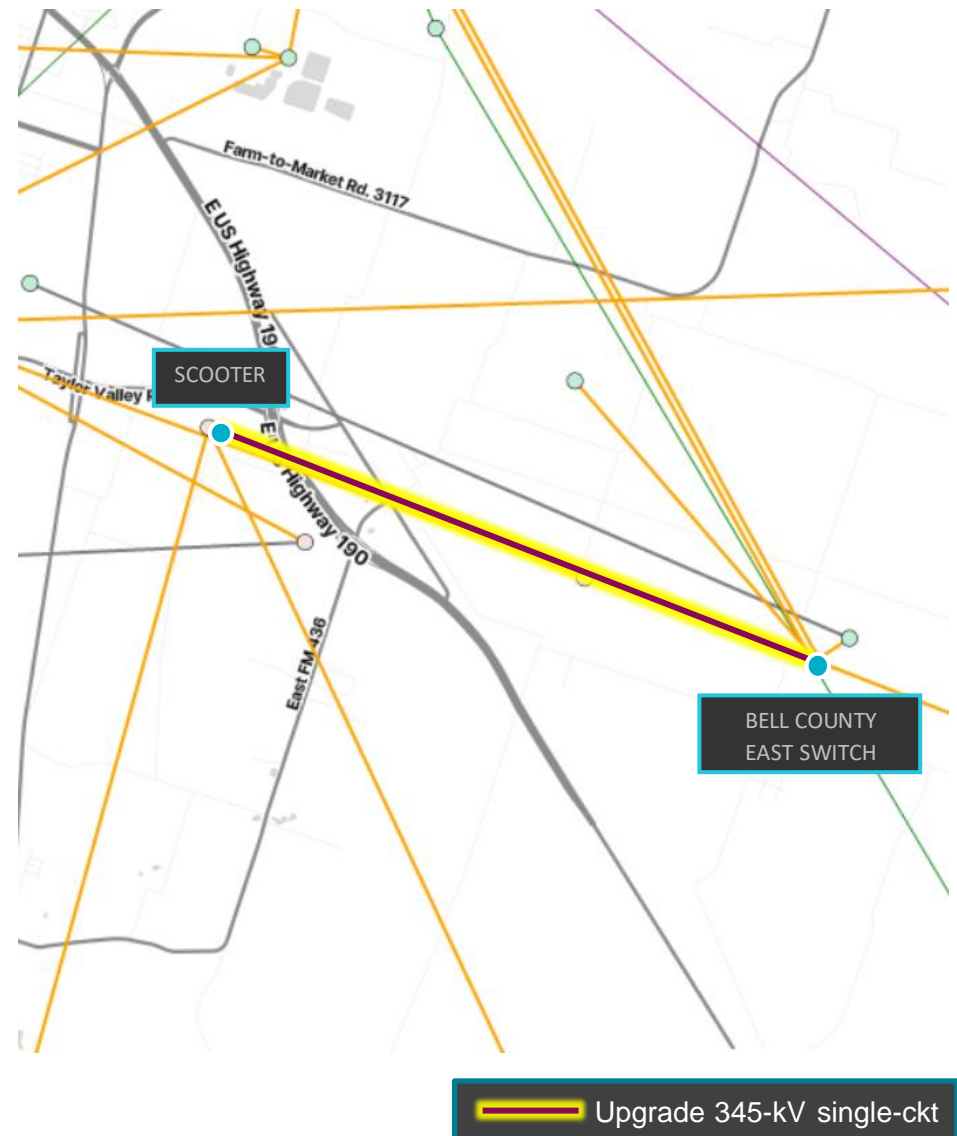 Farm-to-Market Rd. 3117
E US Highway 19
SCOOTER
Taylor Valley R
E US Highway 190
East FM 436
BELL COUNTY
EAST SWITCH
Upgrade 345-kV single-ckt